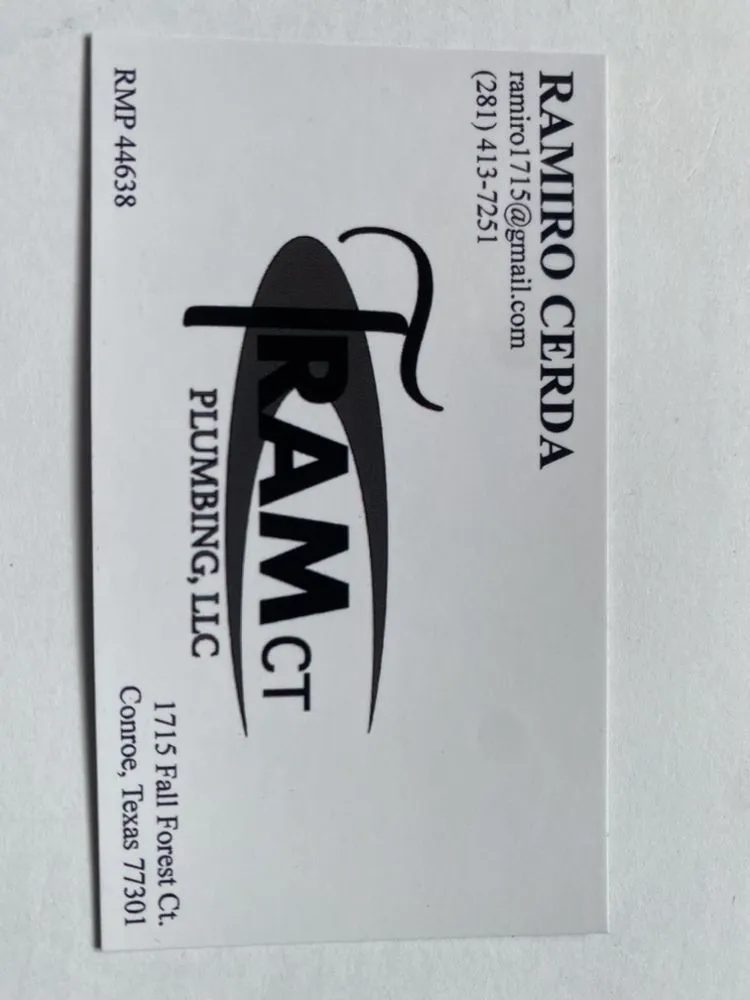 RAMIRO CERDA
ramiro1715@gmail.com
(281) 413-7251
RAM CT
PLUMBING, LLC
1715 Fall Forest Ct.
Conroe, Texas 77301
RMP 44638